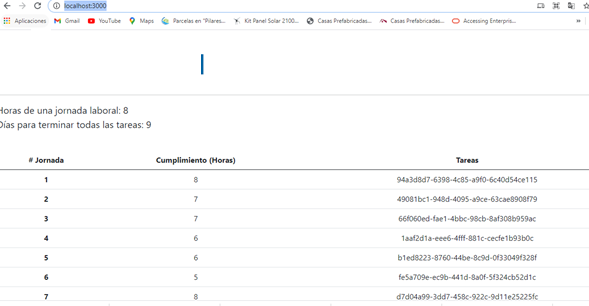 localhost:3000
Aplicaciones Gmail YouTube Maps Parcelas en "Pilares... Kit Panel Solar 2100... Casas Prefabricadas... Casas Prefabricadas... Accessing Enterpris... »
Horas de una jornada laboral: 8
Días para terminar todas las tareas: 9
# Jornada Cumplimiento (Horas) Tareas
1 8 94a3d8d7-6398-4c85-a9f0-6c40d54ce115
2 7 49081bc1-948d-4095-a9ce-63cae8908f79
3 7 66f060ed-fae1-4bbc-98cb-8af308b959ac
4 6 1aaf2d1a-eee6-4fff-881c-cecfe1b93b0c
5 6 b1ed8223-8760-44be-8c9d-0f33049f328f
6 5 fe5a709e-ec9b-441d-8a0f-5f324cb52d1c
7 8 d7d04a99-3dd7-458c-922c-9d11e25225fc